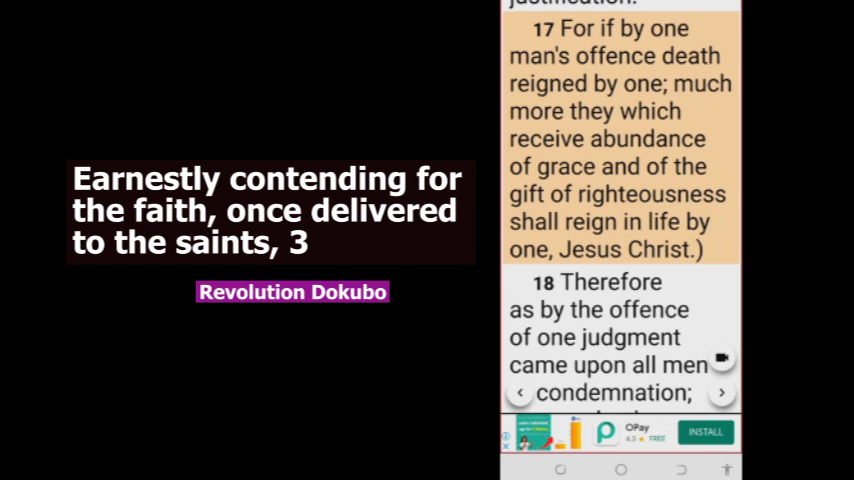 Earnestly contending for
the faith, once delivered
to the saints, 3
Revolution Dokubo
justification.
17 For if by one
man's offence death
reigned by one; much
more they which
receive abundance
of grace and of the
gift of righteousness
shall reign in life by
one, Jesus Christ.)
18 Therefore
as by the offence
of one judgment
came upon all men
condemnation;
OPay
4.3 ★ FREE
INSTALL